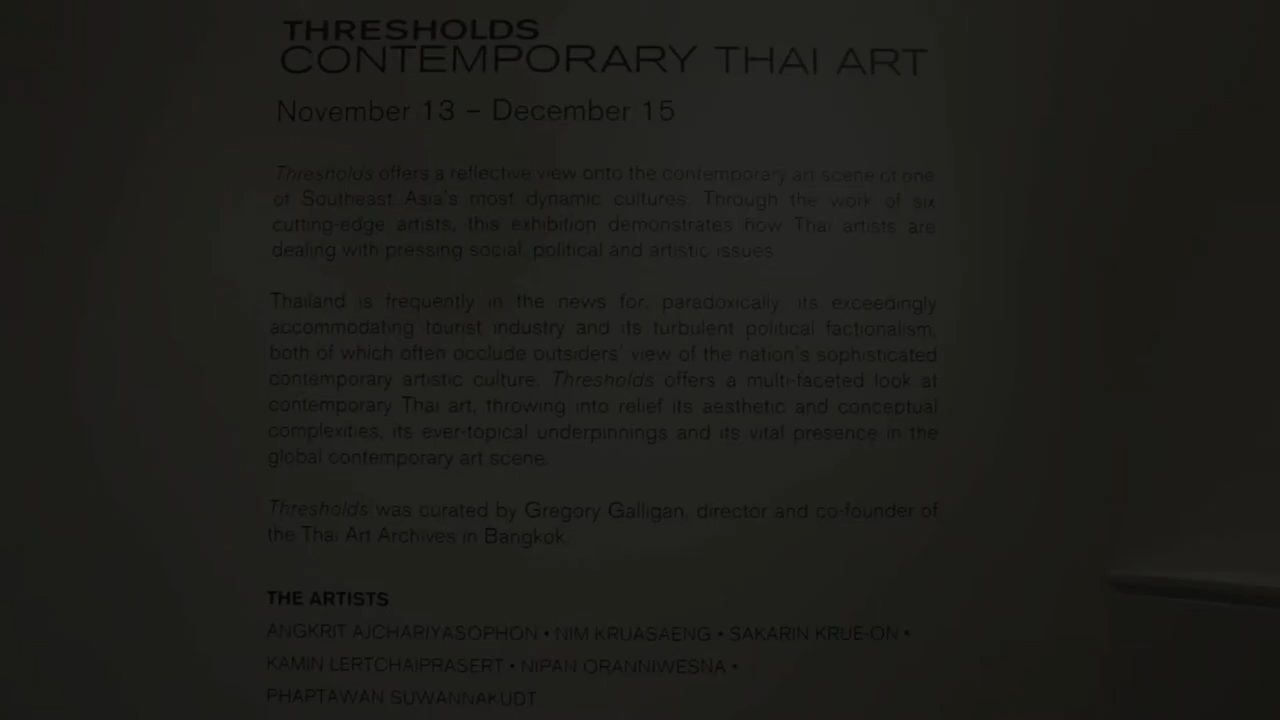 THRESHOLDS
CONTEMPORARY THAI ART
November 13 – December 15
Thresholds offers a reflective view onto the contemporary art scene of one
of Southeast Asia's most dynamic cultures. Through the work of six
cutting-edge artists, this exhibition demonstrates how Thai artists are
dealing with pressing social, political and artistic issues.
Thailand is frequently in the news for, paradoxically, its exceedingly
accommodating tourist industry and its turbulent political factionalism,
both of which often occlude outsiders' view of the nation's sophisticated
contemporary artistic culture. Thresholds offers a multi-faceted look at
contemporary Thai art, throwing into relief its aesthetic and conceptual
complexities, its ever-topical underpinnings and its vital presence in the
global contemporary art scene.
Thresholds was curated by Gregory Galligan, director and co-founder of
the Thai Art Archives in Bangkok.
THE ARTISTS
ANGKRIT AJCHARIYASOPHON • NIM KRUASAENG • SAKARIN KRUE-ON •
KAMIN LERTCHAIPRASERT • NIPAN ORANNIWESNA •
PHAPTAWAN SUWANNAKUDT